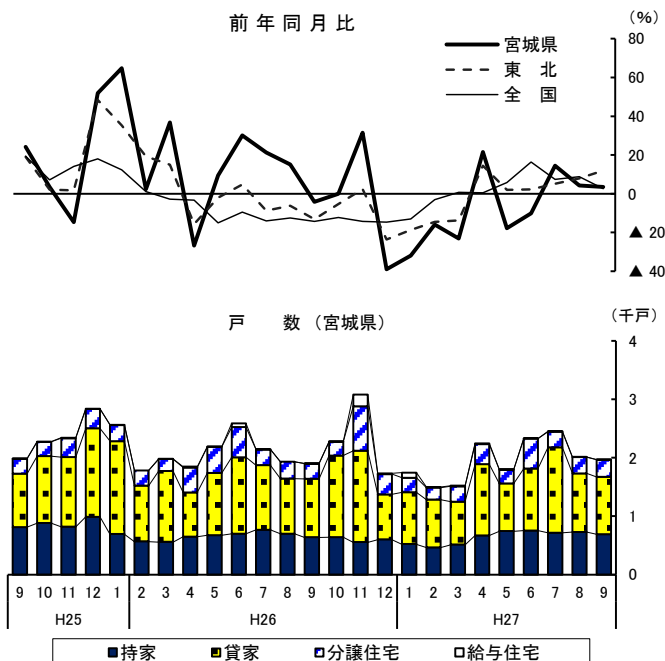 前年同月比
(%)
宮城県
東　北
全　国
80
60
40
20
0
▲ 20
▲ 40
戸　　数（宮城県）
（千戸）
4
3
2
1
0
9 10 11 12 1 2 3 4 5 6 7 8 9 10 11 12 1 2 3 4 5 6 7 8 9
H25 H26 H27
持家 貸家 分譲住宅 給与住宅